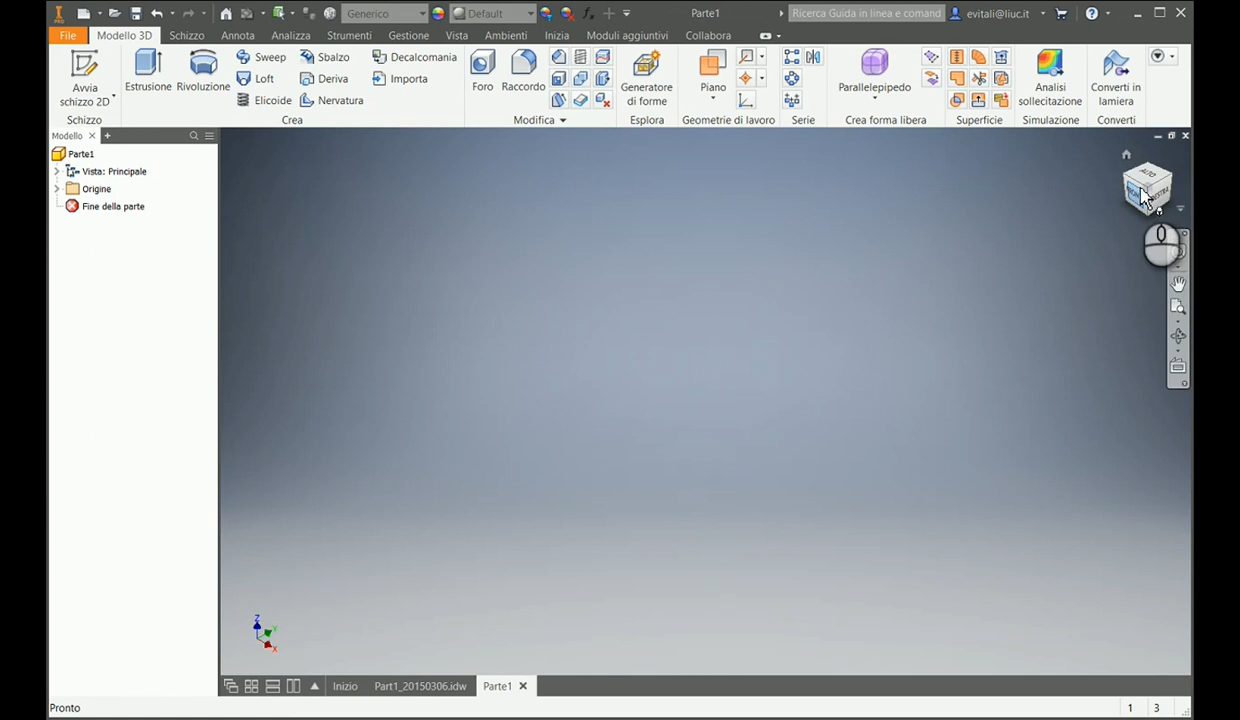 PRO Generico Default Parte1 Ricerca Guida in linea e comand evitali@liuc.it
File Modello 3D Schizzo Annota Analizza Strumenti Gestione Vista Ambienti Inizia Moduli aggiuntivi Collabora
Avvia schizzo 2D
Schizzo
Estrusione Rivoluzione
Sweep Sbalzo Decalcomania
Loft Deriva Importa
Elicoide Nervatura
Crea
Foro Raccordo
Modifica
Generatore di forme
Esplora
Piano
Geometrie di lavoro
Serie
Parallelepipedo
Crea forma libera
Superficie
Analisi sollecitazione
Simulazione
Converti in lamiera
Converti
Modello
Parte1
Vista: Principale
Origine
Fine della parte
ALTO
Z
Y
X
Inizio Part1_20150306.idw Parte1
Pronto 1 3